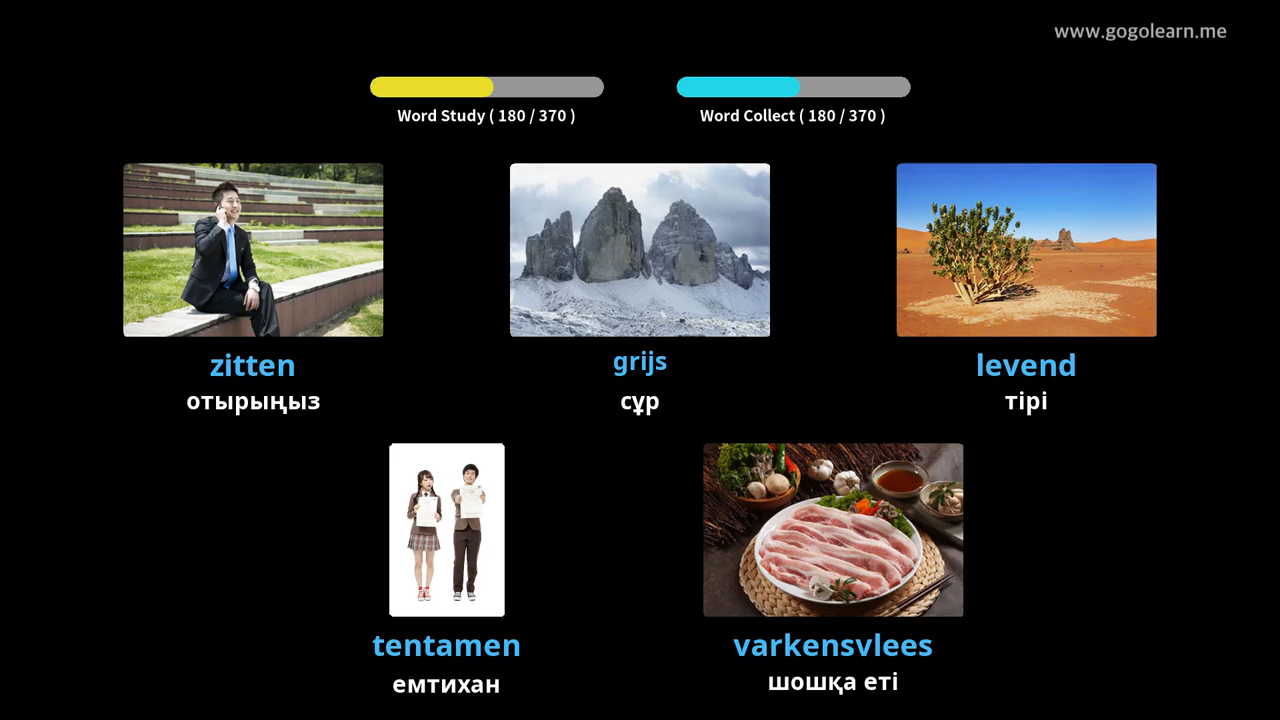 www.gogolearn.me
Word Study ( 180 / 370 )
Word Collect ( 180 / 370 )
zitten
отырыңыз
grijs
сұр
levend
тірі
tentamen
емтихан
varkensvlees
шошқа еті